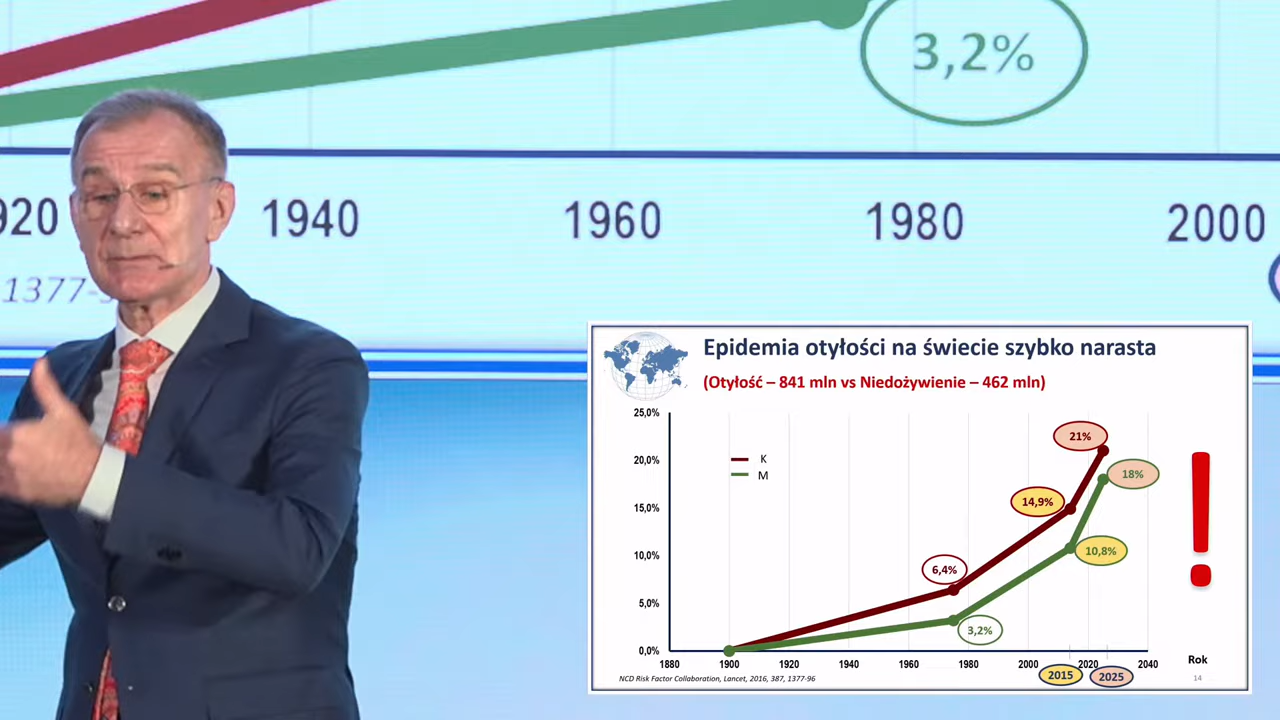 3,2%
920 1940 1960 1980 2000
1377-
Epidemia otyłości na świecie szybko narasta
(Otyłość – 841 mln vs Niedożywienie – 462 mln)
25,0%
20,0%
15,0%
10,0%
5,0%
0,0%
K
M
21%
18%
14,9%
10,8%
6,4%
3,2%
1880 1900 1920 1940 1960 1980 2000 2020 2040
Rok
2015 2025
NCD Risk Factor Collaboration, Lancet, 2016, 387, 1377-96
14